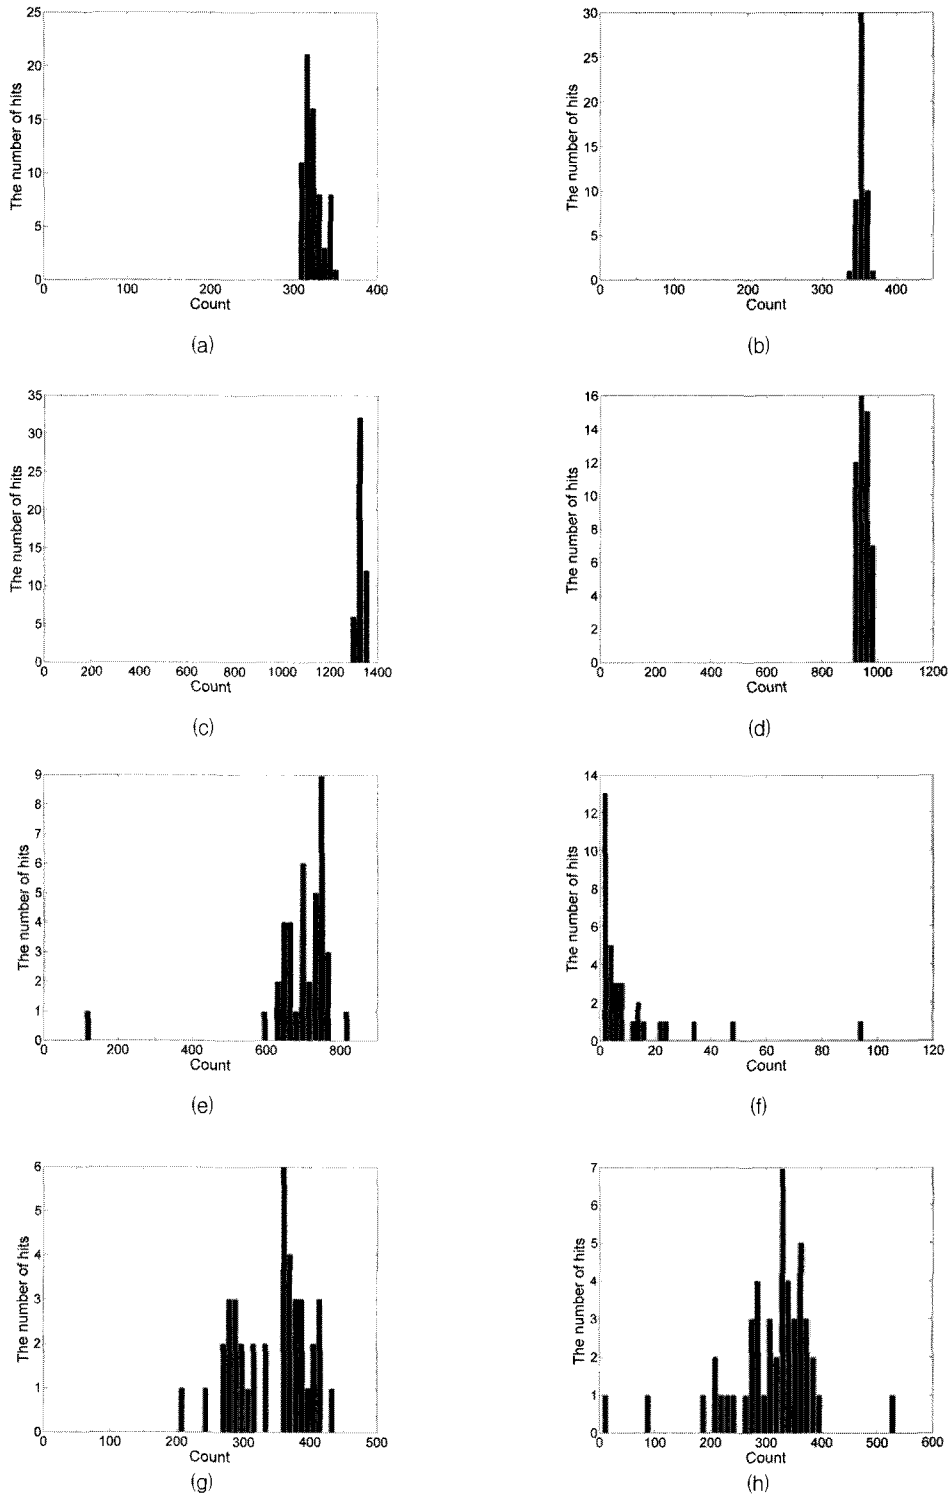 25
20
15
10
5
0
The number of hits
0 100 200 300 400
Count
(a)
30
25
20
15
10
5
0
The number of hits
0 100 200 300 400
Count
(b)
35
30
25
20
15
10
5
0
The number of hits
0 200 400 600 800 1000 1200 1400
Count
(c)
16
14
12
10
8
6
4
2
0
The number of hits
0 200 400 600 800 1000 1200
Count
(d)
9
8
7
6
5
4
3
2
1
0
The number of hits
0 200 400 600 800
Count
(e)
14
12
10
8
6
4
2
0
The number of hits
0 20 40 60 80 100 120
Count
(f)
6
5
4
3
2
1
0
The number of hits
0 100 200 300 400 500
Count
(g)
7
6
5
4
3
2
1
0
The number of hits
0 100 200 300 400 500 600
Count
(h)